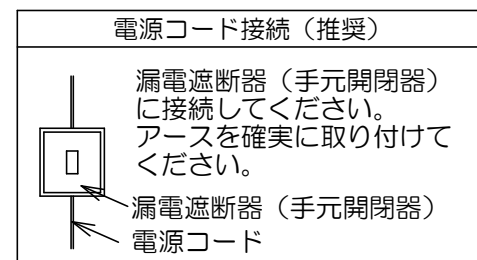 電源コード接続（推奨）
漏電遮断器（手元開閉器）
に接続してください。
アースを確実に取り付けて
ください。
漏電遮断器（手元開閉器）
電源コード